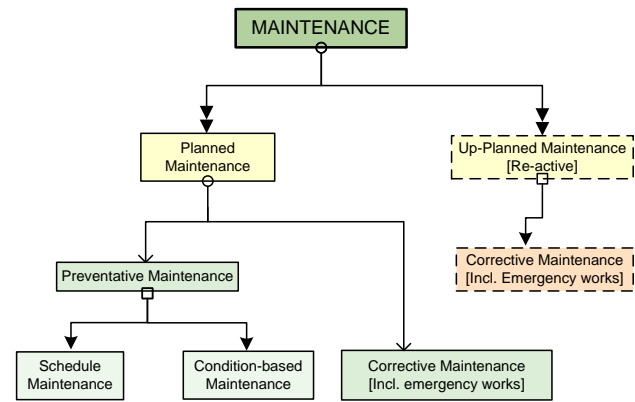 MAINTENANCE
Planned
Maintenance
Up-Planned Maintenance
[Re-active]
Preventative Maintenance
Corrective Maintenance
[Incl. Emergency works]
Schedule
Maintenance
Condition-based
Maintenance
Corrective Maintenance
[Incl. emergency works]